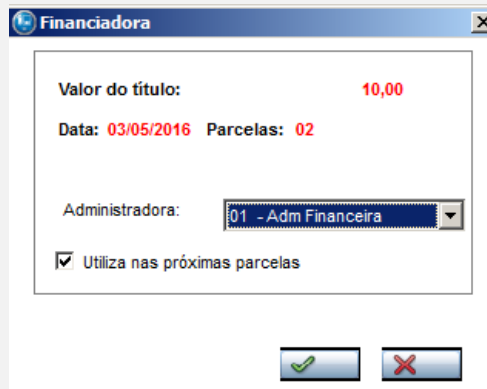 Financiadora
Valor do título: 10,00
Data: 03/05/2016 Parcelas: 02
Administradora: 01 - Adm Financeira
Utiliza nas próximas parcelas